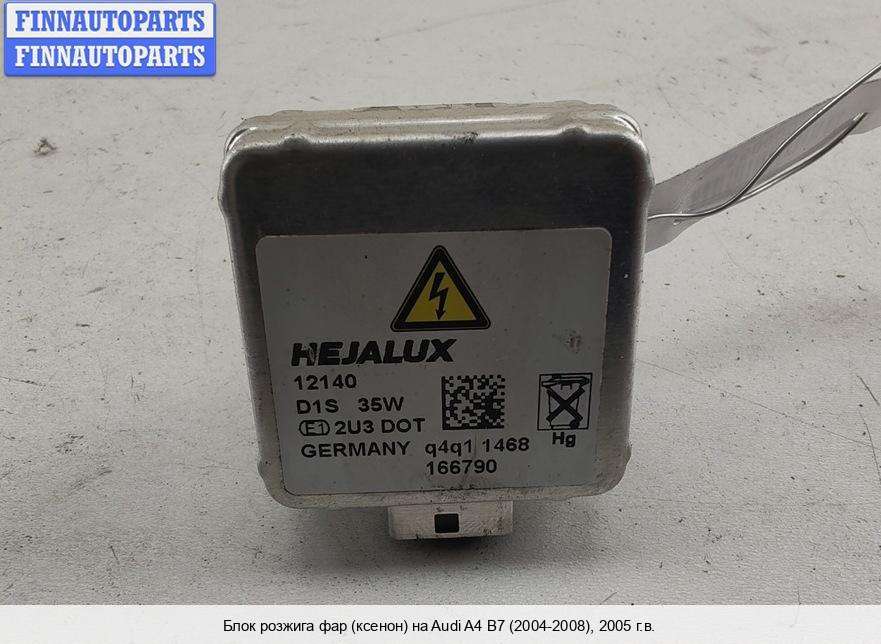 FINNAUTOPARTS
FINNAUTOPARTS
HEJALUX
12140
D1S 35W
E1 2U3 DOT
GERMANY q4q1 1468
166790
Hg
Блок розжига фар (ксенон) на Audi A4 B7 (2004-2008), 2005 г.в.